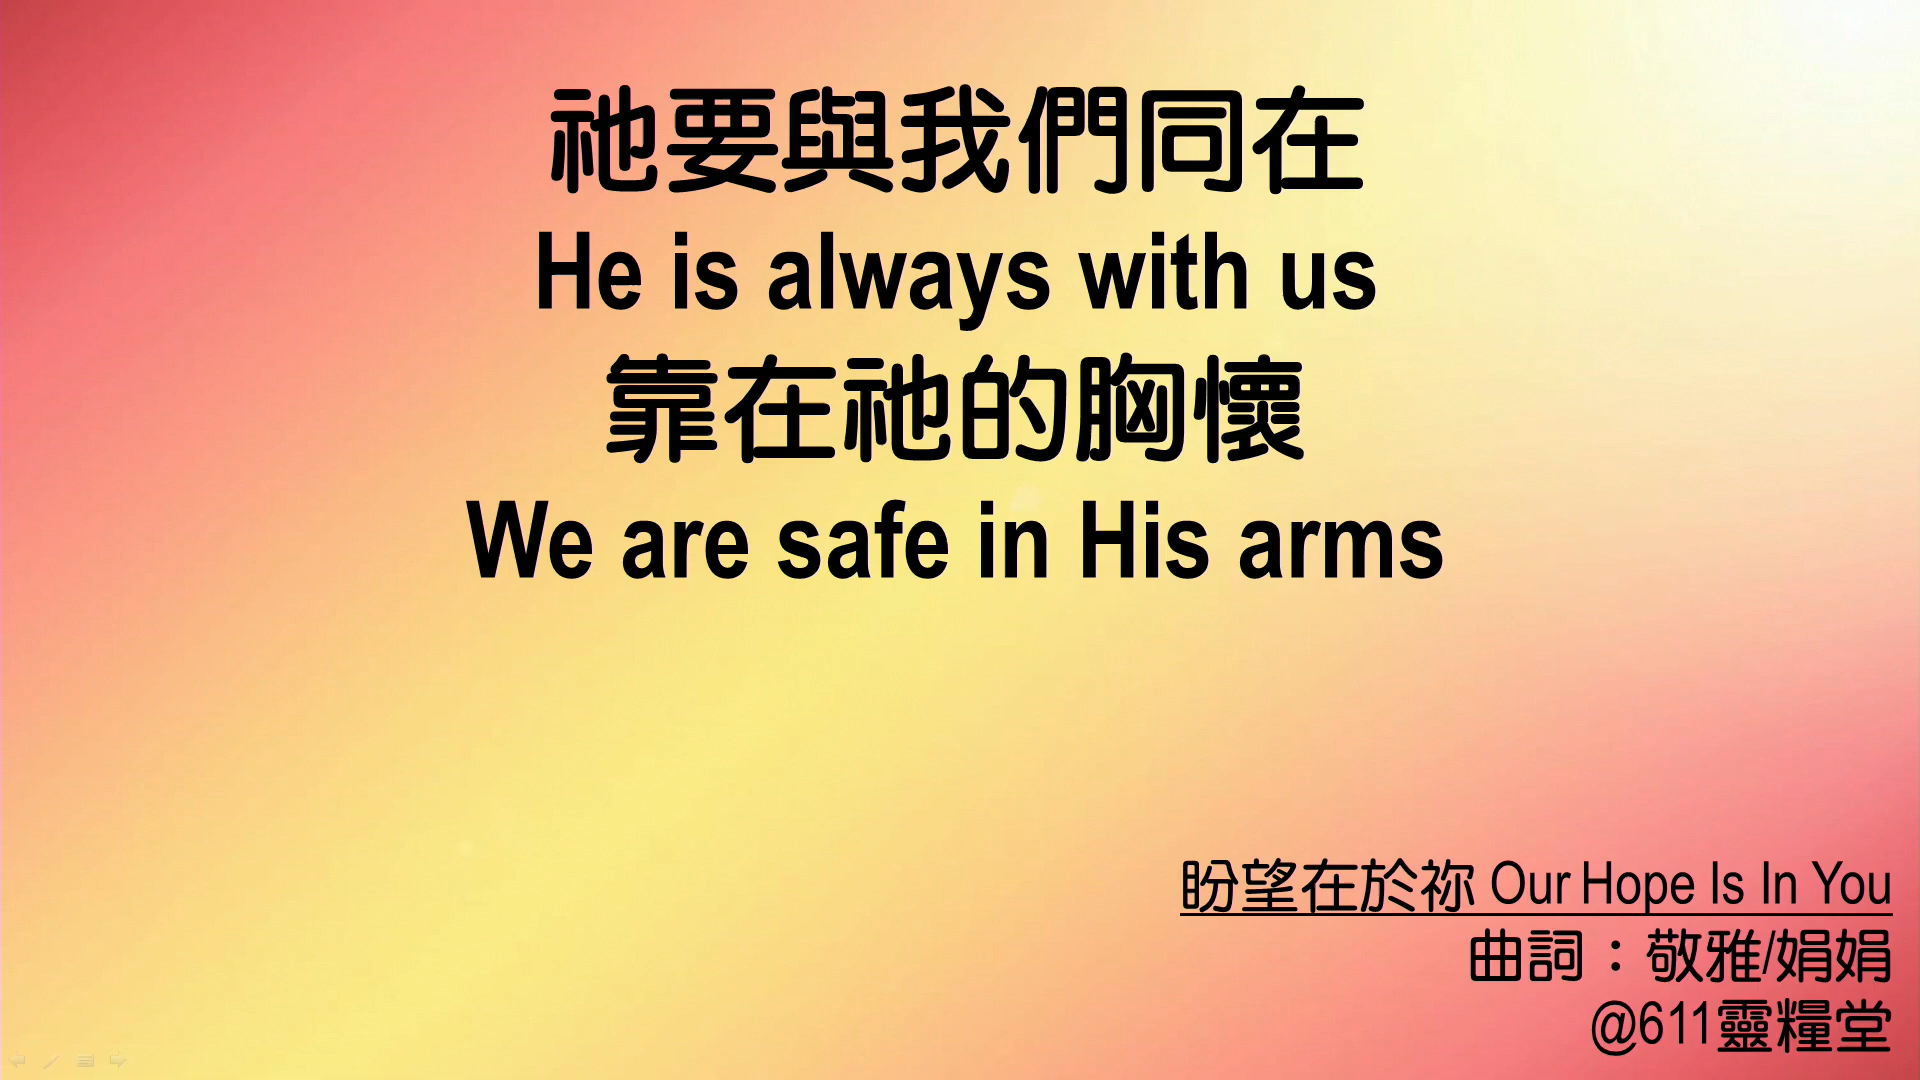 祂要與我們同在
He is always with us
靠在祂的胸懷
We are safe in His arms
盼望在於祢 Our Hope Is In You
曲詞：敬雅/娟娟
@611靈糧堂